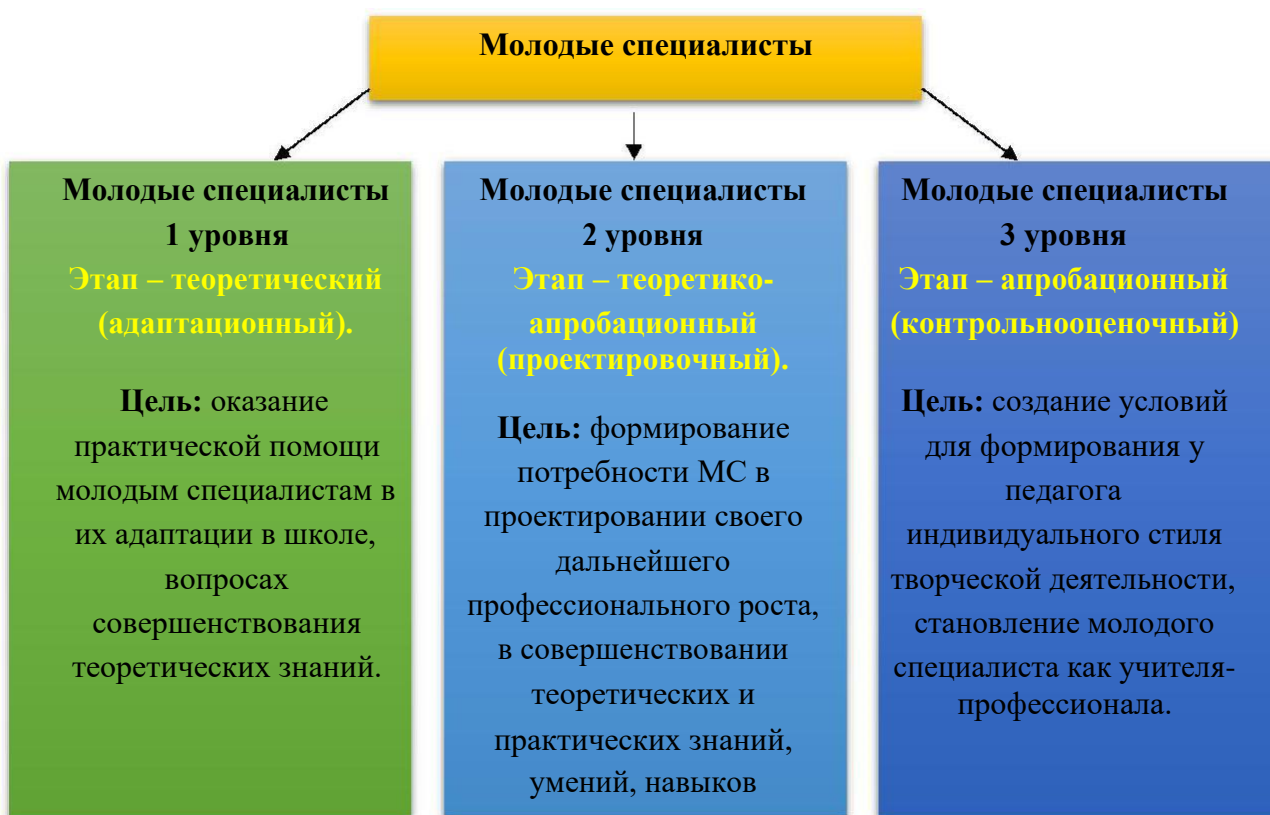 Молодые специалисты
Молодые специалисты
1 уровня
Этап – теоретический
(адаптационный).
Цель: оказание
практической помощи
молодым специалистам в
их адаптации в школе,
вопросах
совершенствования
теоретических знаний.
Молодые специалисты
2 уровня
Этап – теоретико-
апробационный
(проектировочный).
Цель: формирование
потребности МС в
проектировании своего
дальнейшего
профессионального роста,
в совершенствовании
теоретических и
практических знаний,
умений, навыков
Молодые специалисты
3 уровня
Этап – апробационный
(контрольнооценочный)
Цель: создание условий
для формирования у
педагога
индивидуального стиля
творческой деятельности,
становление молодого
специалиста как учителя-
профессионала.